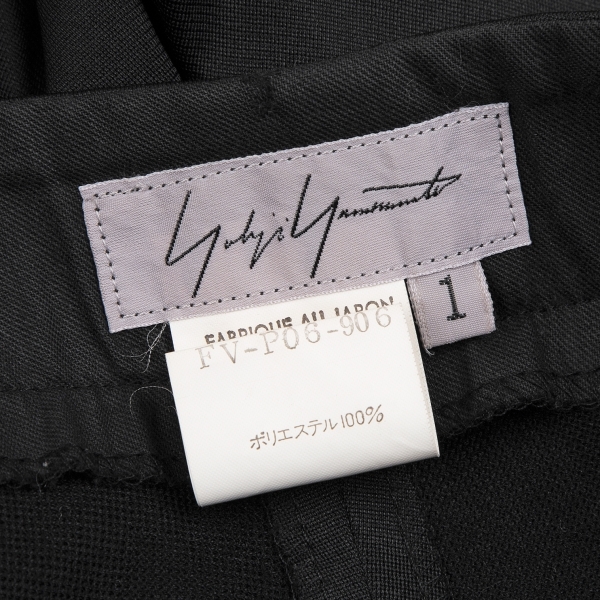 Yohji Yamamoto
1
FABRIQUE AU JAPON
FV-P06-906
ポリエステル100%